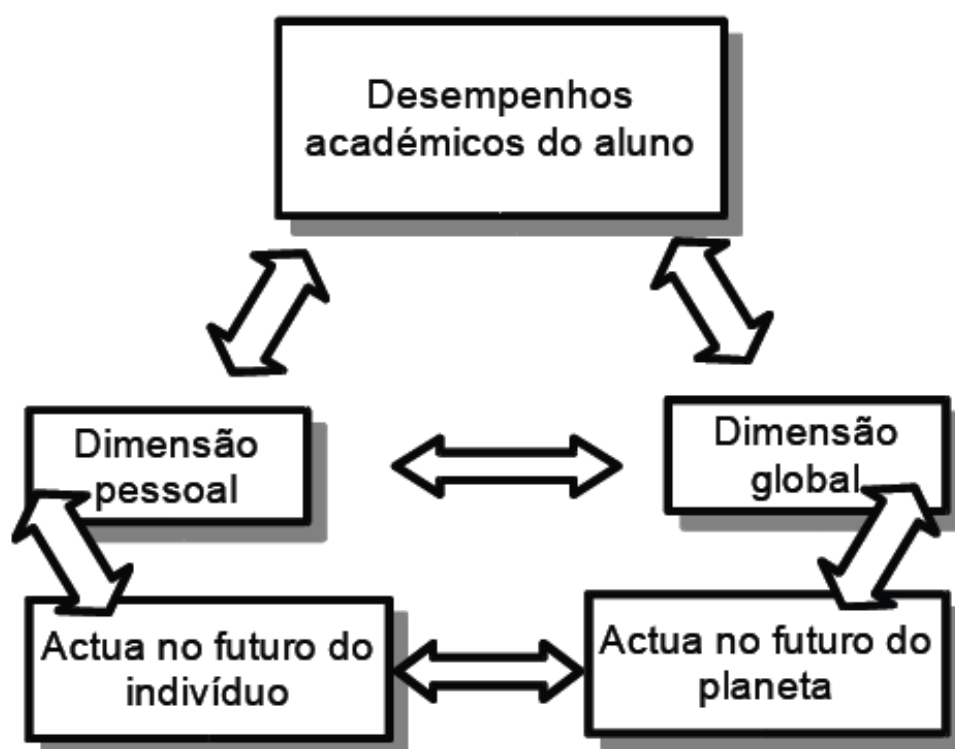 Desempenhos
académicos do aluno
Dimensão
pessoal
Dimensão
global
Actua no futuro do
indivíduo
Actua no futuro do
planeta